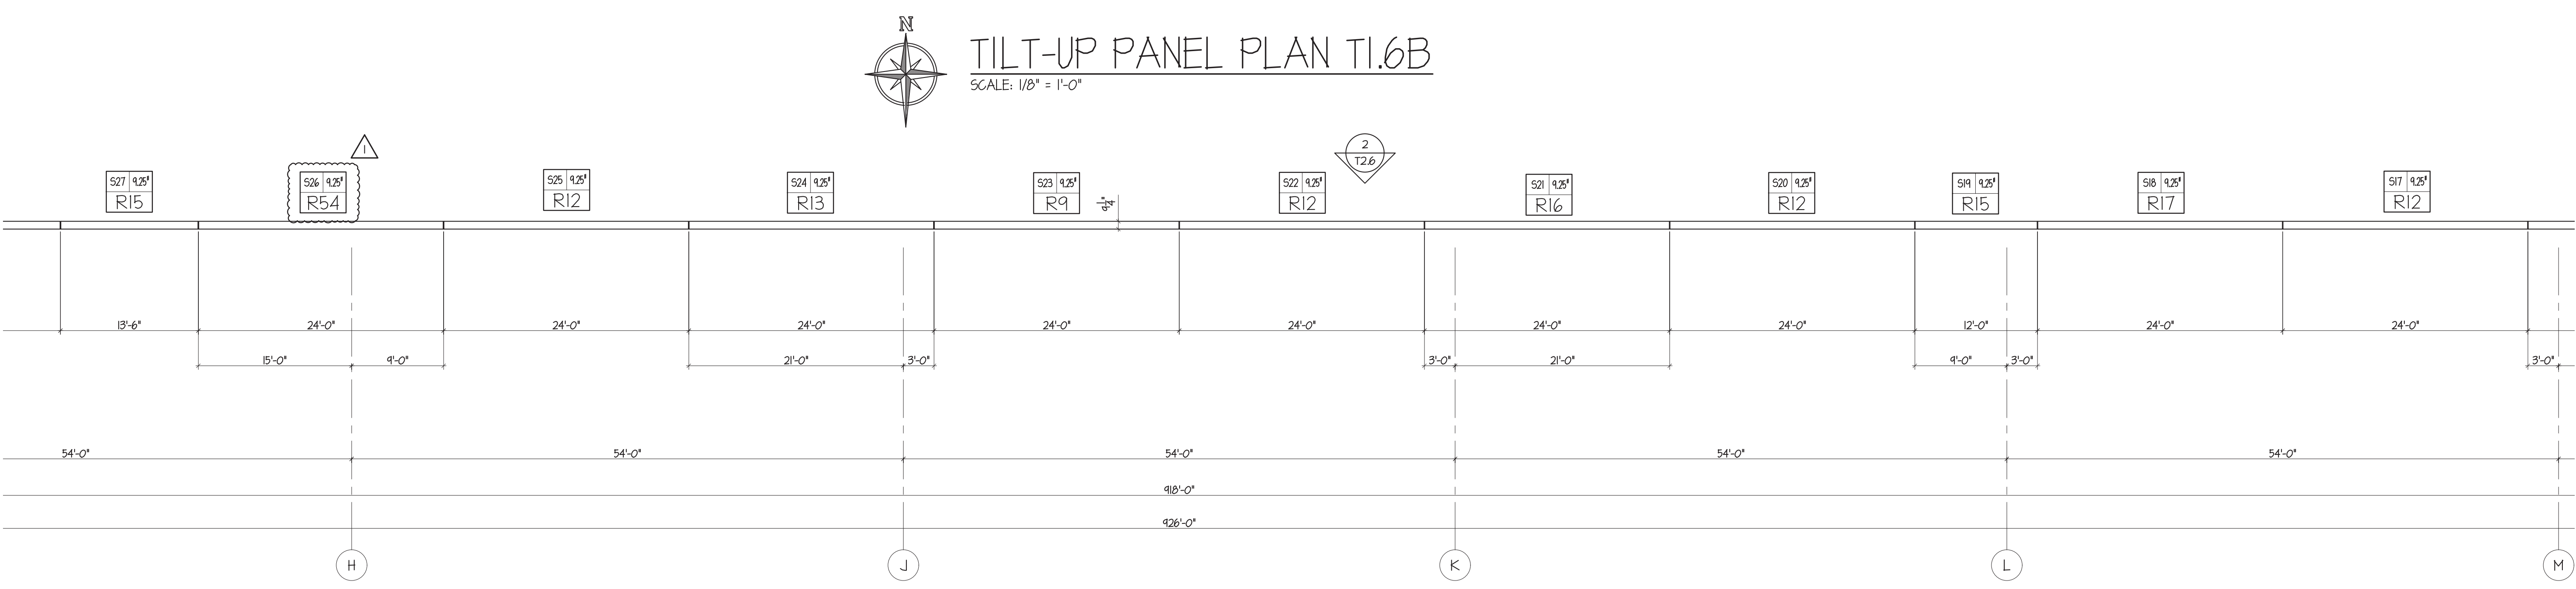 N
TILT-UP PANEL PLAN T1.6B
SCALE: 1/8" = 1'-0"
1
2
T2.6
S27 9.25"
R15
S26 9.25"
R54
S25 9.25"
R12
S24 9.25"
R13
S23 9.25"
R9
9 1/4"
S22 9.25"
R12
S21 9.25"
R16
S20 9.25"
R12
S19 9.25"
R15
S18 9.25"
R17
S17 9.25"
R12
13'-6" 24'-0" 24'-0" 24'-0" 24'-0" 24'-0" 24'-0" 24'-0" 12'-0" 24'-0" 24'-0"
15'-0" 9'-0" 21'-0" 3'-0" 3'-0" 21'-0" 9'-0" 3'-0" 3'-0"
54'-0" 54'-0" 54'-0" 54'-0" 54'-0"
918'-0"
926'-0"
H J K L M